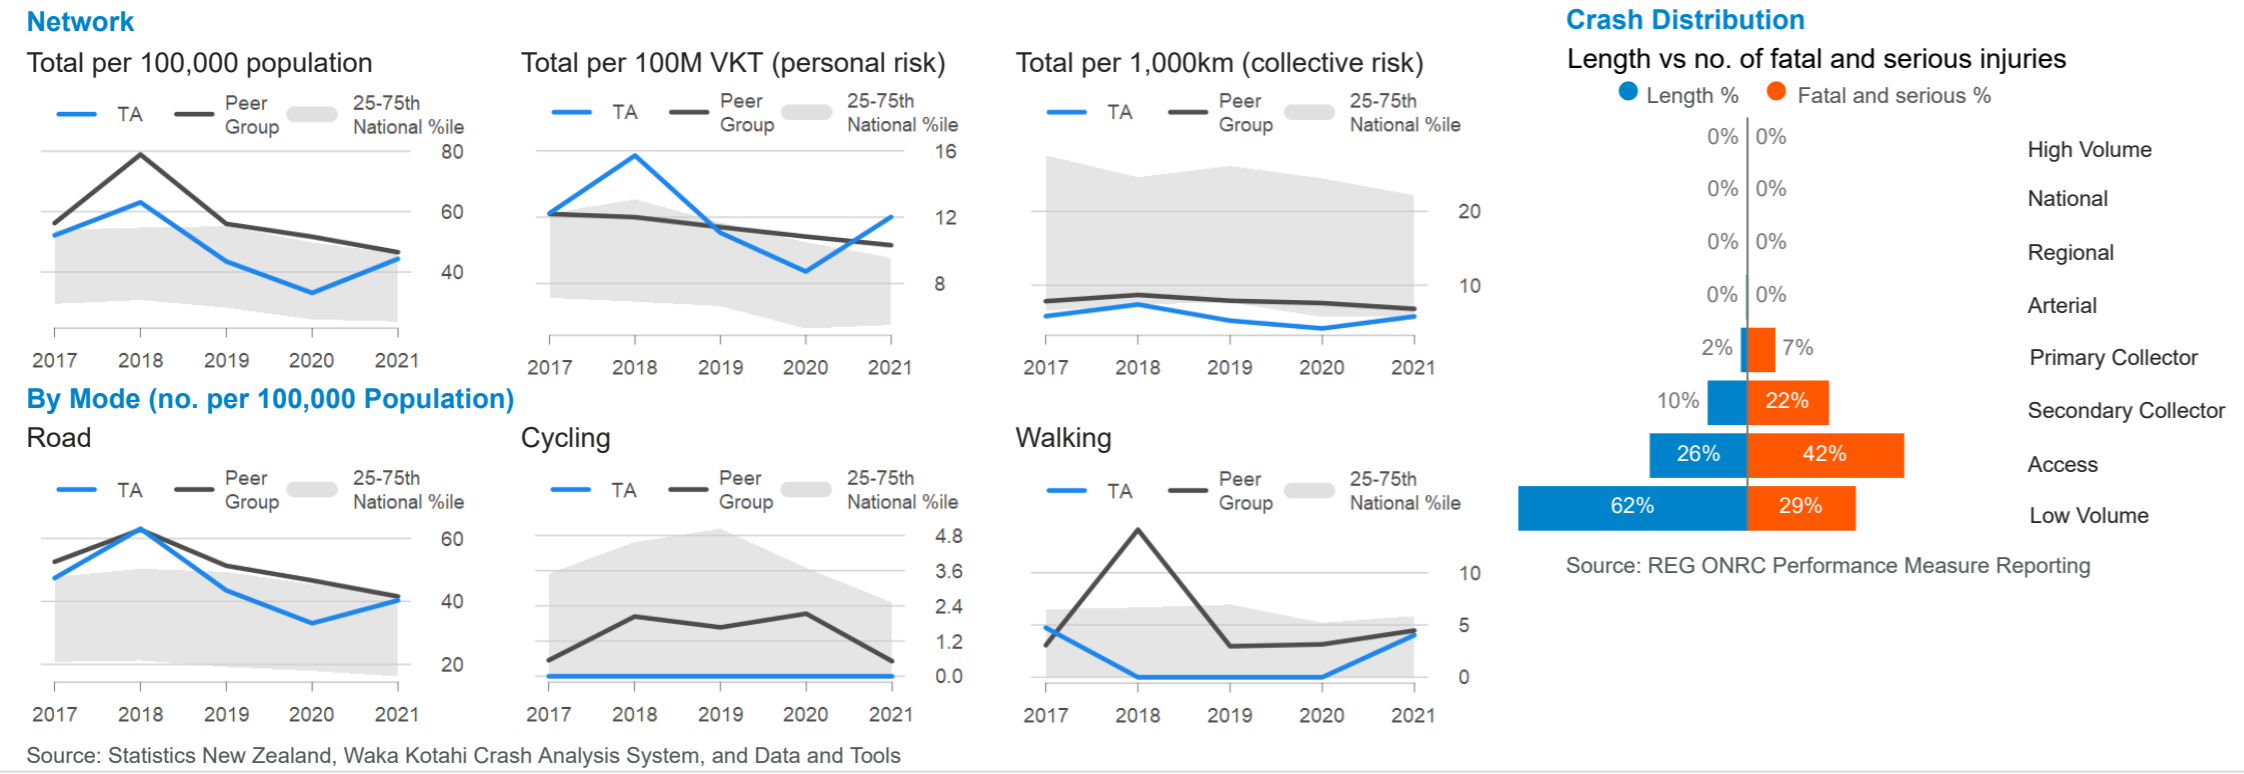 Network
Total per 100,000 population
TA
Peer
Group
25-75th
National %ile
80
60
40
2017 2018 2019 2020 2021
Total per 100M VKT (personal risk)
TA
Peer
Group
25-75th
National %ile
16
12
8
2017 2018 2019 2020 2021
Total per 1,000km (collective risk)
TA
Peer
Group
25-75th
National %ile
20
10
2017 2018 2019 2020 2021
By Mode (no. per 100,000 Population)
Road
TA
Peer
Group
25-75th
National %ile
60
40
20
2017 2018 2019 2020 2021
Cycling
TA
Peer
Group
25-75th
National %ile
4.8
3.6
2.4
1.2
0.0
2017 2018 2019 2020 2021
Walking
TA
Peer
Group
25-75th
National %ile
10
5
0
2017 2018 2019 2020 2021
Source: Statistics New Zealand, Waka Kotahi Crash Analysis System, and Data and Tools
Crash Distribution
Length vs no. of fatal and serious injuries
Length % Fatal and serious %
0% 0% High Volume
0% 0% National
0% 0% Regional
0% 0% Arterial
2% 7% Primary Collector
10% 22% Secondary Collector
26% 42% Access
62% 29% Low Volume
Source: REG ONRC Performance Measure Reporting